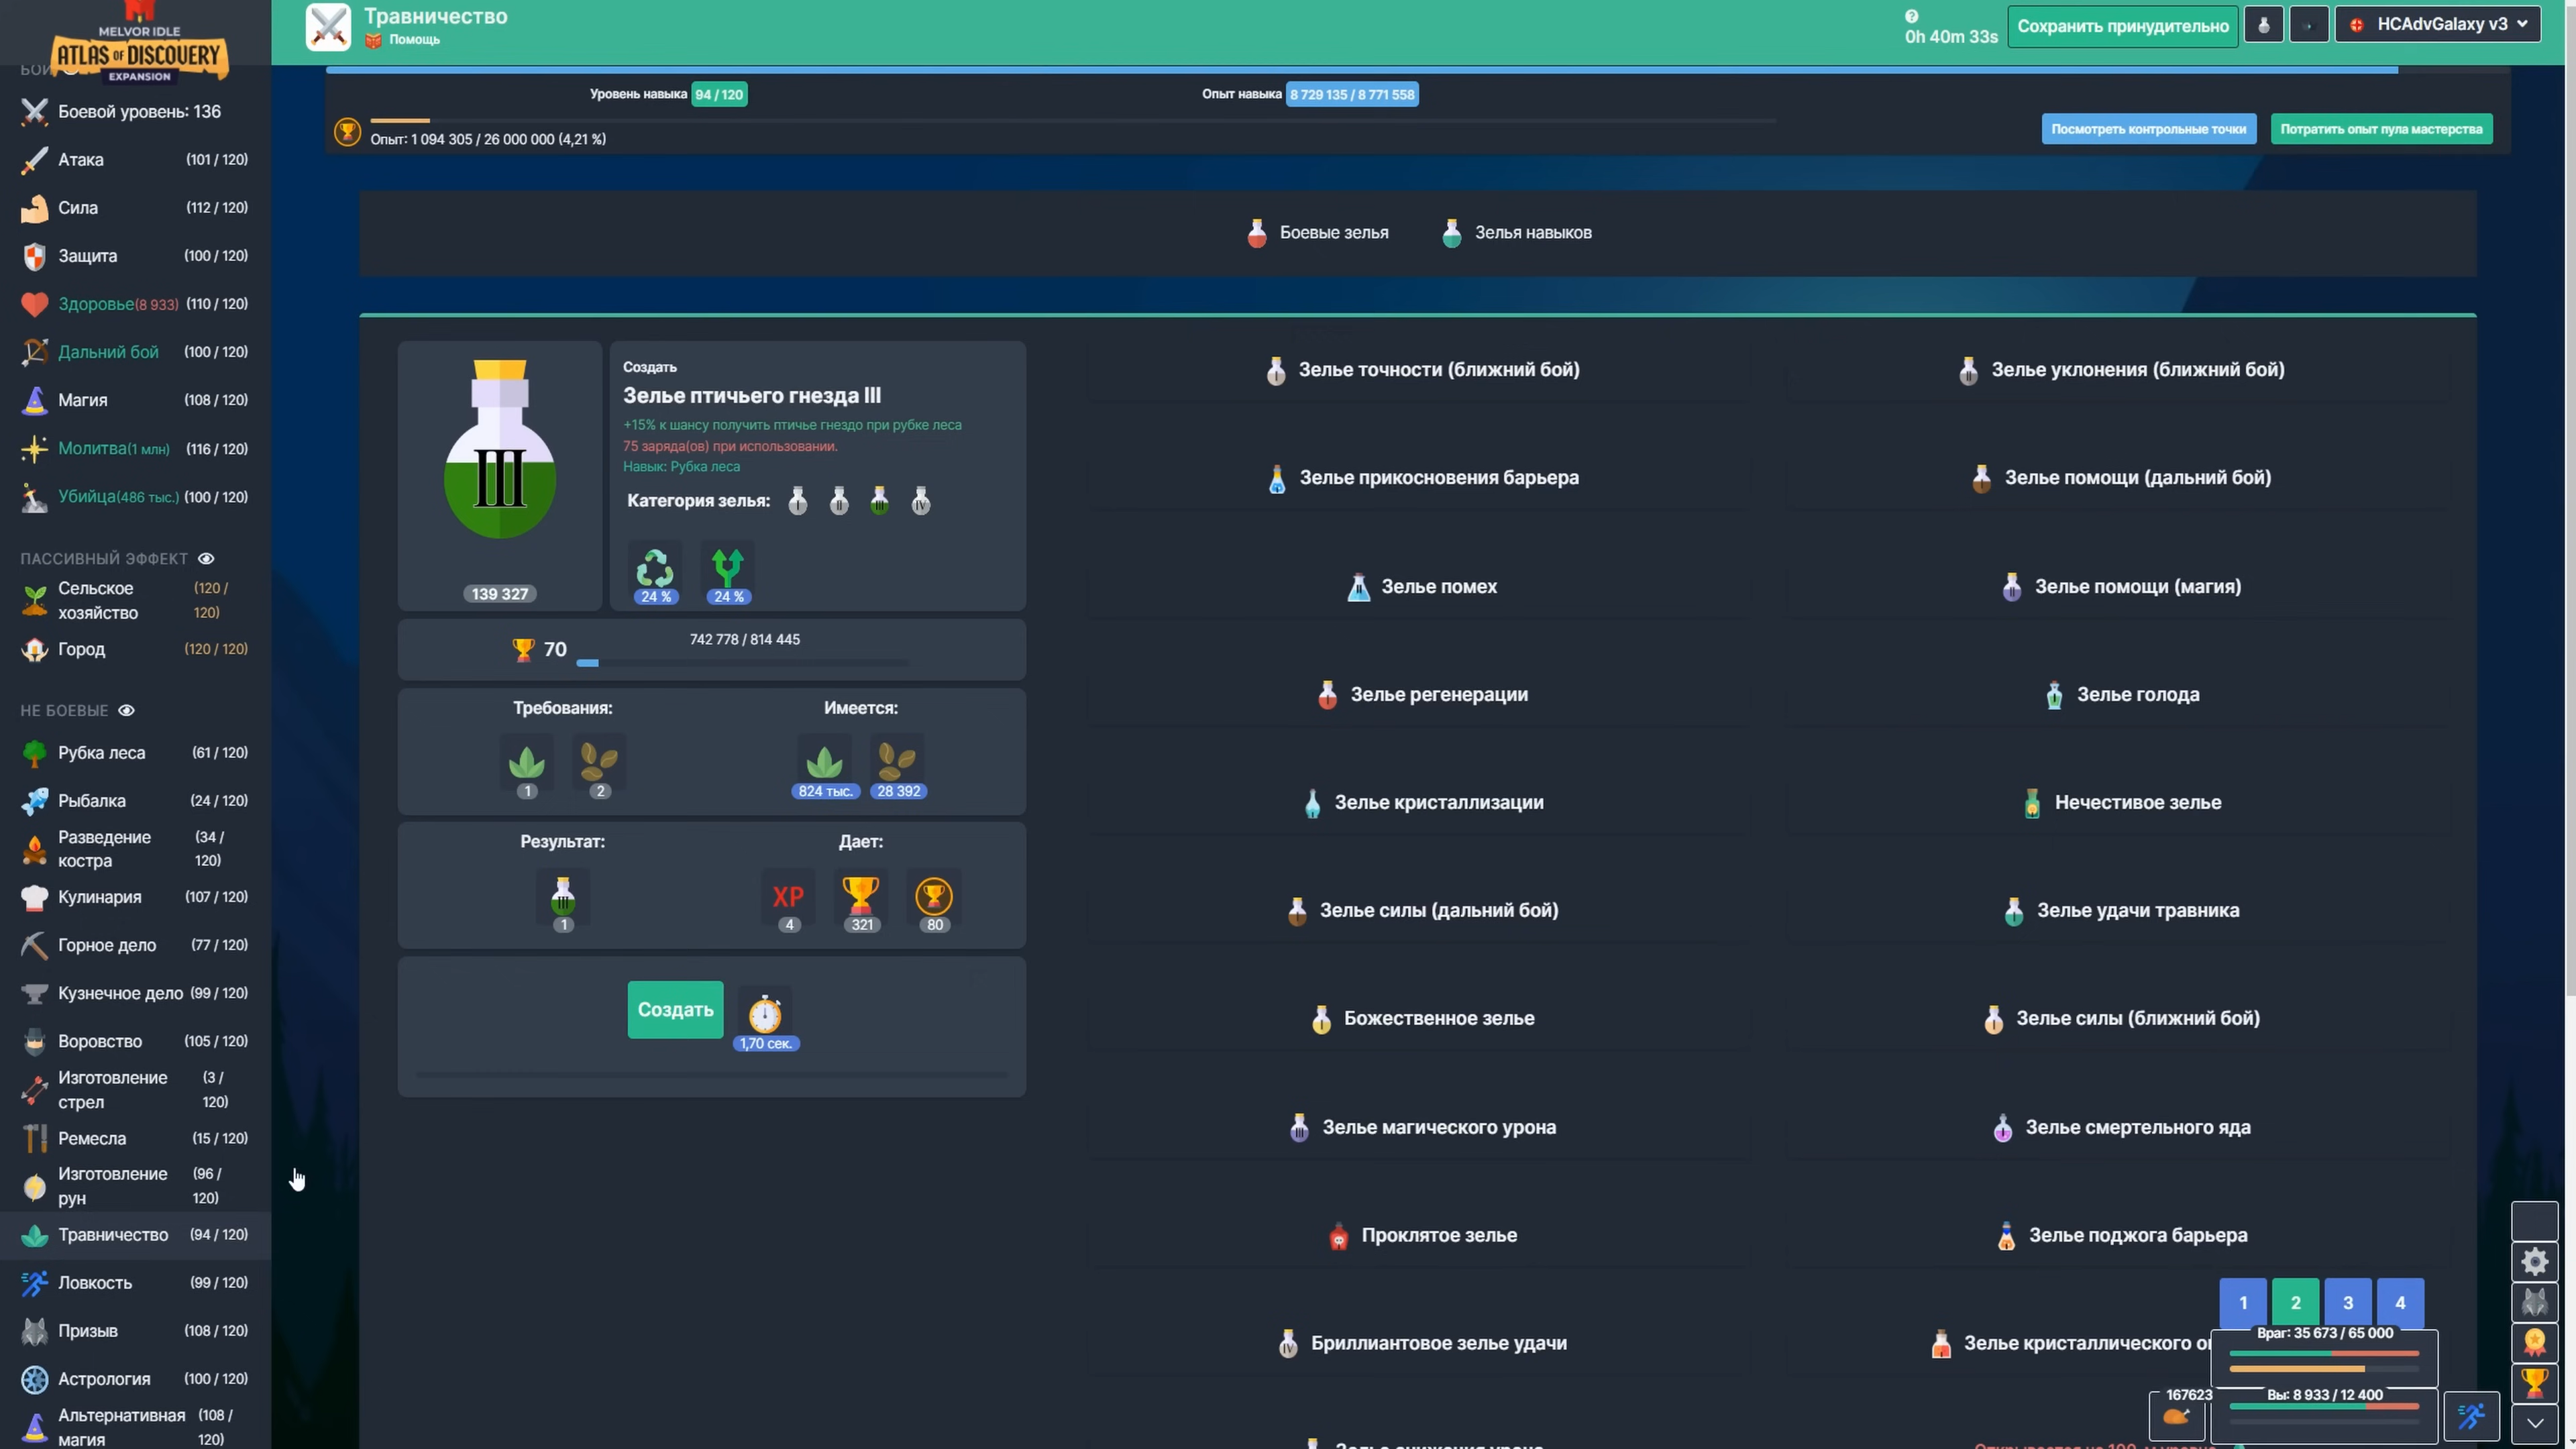 MELVOR IDLE
ATLAS OF DISCOVERY
EXPANSION
Травничество
Помощь
0h 40m 33s
Сохранить принудительно
HCAdvGalaxy v3
Боевой уровень: 136
Атака (101 / 120)
Сила (112 / 120)
Защита (100 / 120)
Здоровье(8 933) (110 / 120)
Дальний бой (100 / 120)
Магия (108 / 120)
Молитва(1 млн) (116 / 120)
Убийца(486 тыс.) (100 / 120)
ПАССИВНЫЙ ЭФФЕКТ
Сельское хозяйство (120 / 120)
Город (120 / 120)
НЕ БОЕВЫЕ
Рубка леса (61 / 120)
Рыбалка (24 / 120)
Разведение костра (34 / 120)
Кулинария (107 / 120)
Горное дело (77 / 120)
Кузнечное дело (99 / 120)
Воровство (105 / 120)
Изготовление стрел (3 / 120)
Ремесла (15 / 120)
Изготовление рун (96 / 120)
Травничество (94 / 120)
Ловкость (99 / 120)
Призыв (108 / 120)
Астрология (100 / 120)
Альтернативная магия (108 / 120)
Уровень навыка 94 / 120
Опыт навыка 8 729 135 / 8 771 558
Опыт: 1 094 305 / 26 000 000 (4,21 %)
Посмотреть контрольные точки
Потратить опыт пула мастерства
Боевые зелья
Зелья навыков
III
139 327
Создать
Зелье птичьего гнезда III
+15% к шансу получить птичье гнездо при рубке леса
75 заряда(ов) при использовании.
Навык: Рубка леса
Категория зелья: I II III IV
24 % 24 %
70 742 778 / 814 445
Требования: Имеется:
1 2 824 тыс. 28 392
Результат: Дает:
XP
1 4 321 80
Создать
1,70 сек.
Зелье точности (ближний бой)
Зелье уклонения (ближний бой)
Зелье прикосновения барьера
Зелье помощи (дальний бой)
Зелье помех
Зелье помощи (магия)
Зелье регенерации
Зелье голода
Зелье кристаллизации
Нечестивое зелье
Зелье силы (дальний бой)
Зелье удачи травника
Божественное зелье
Зелье силы (ближний бой)
Зелье магического урона
Зелье смертельного яда
Проклятое зелье
Зелье поджога барьера
Бриллиантовое зелье удачи
Зелье кристаллического
1 2 3 4
Враг: 35 673 / 65 000
167623
Вы: 8 933 / 12 400